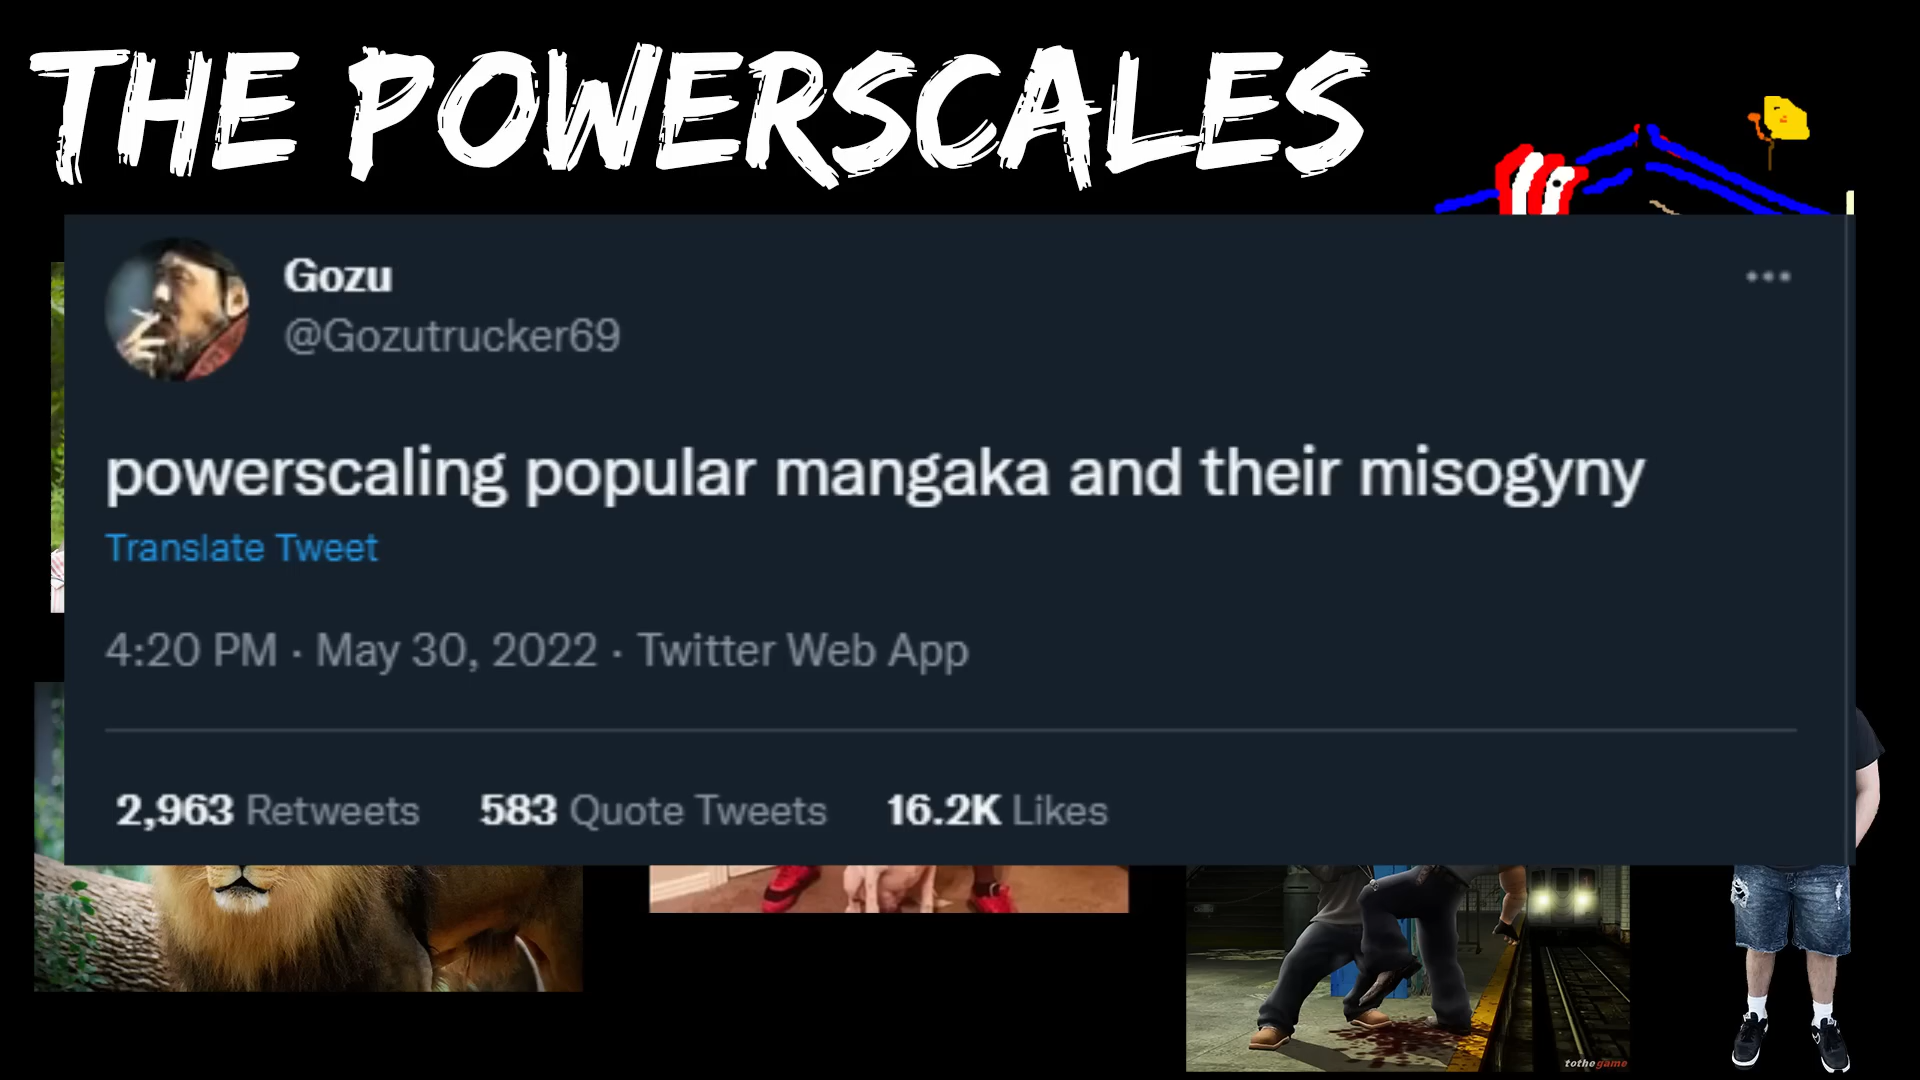 THE POWERSCALES
Gozu
@Gozutrucker69
powerscaling popular mangaka and their misogyny
Translate Tweet
4:20 PM · May 30, 2022 · Twitter Web App
2,963 Retweets 583 Quote Tweets 16.2K Likes
tothegame